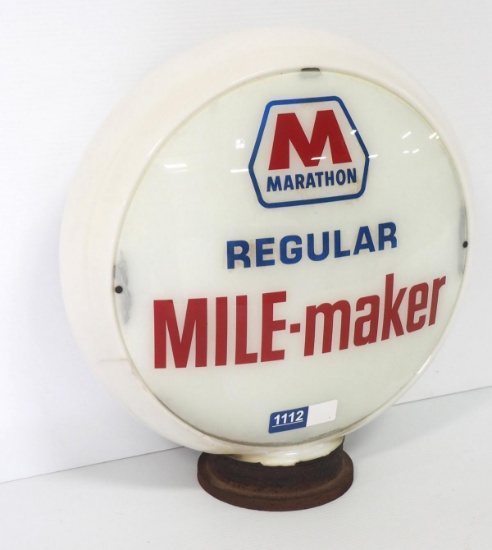 M
MARATHON
REGULAR
MILE-maker
1112